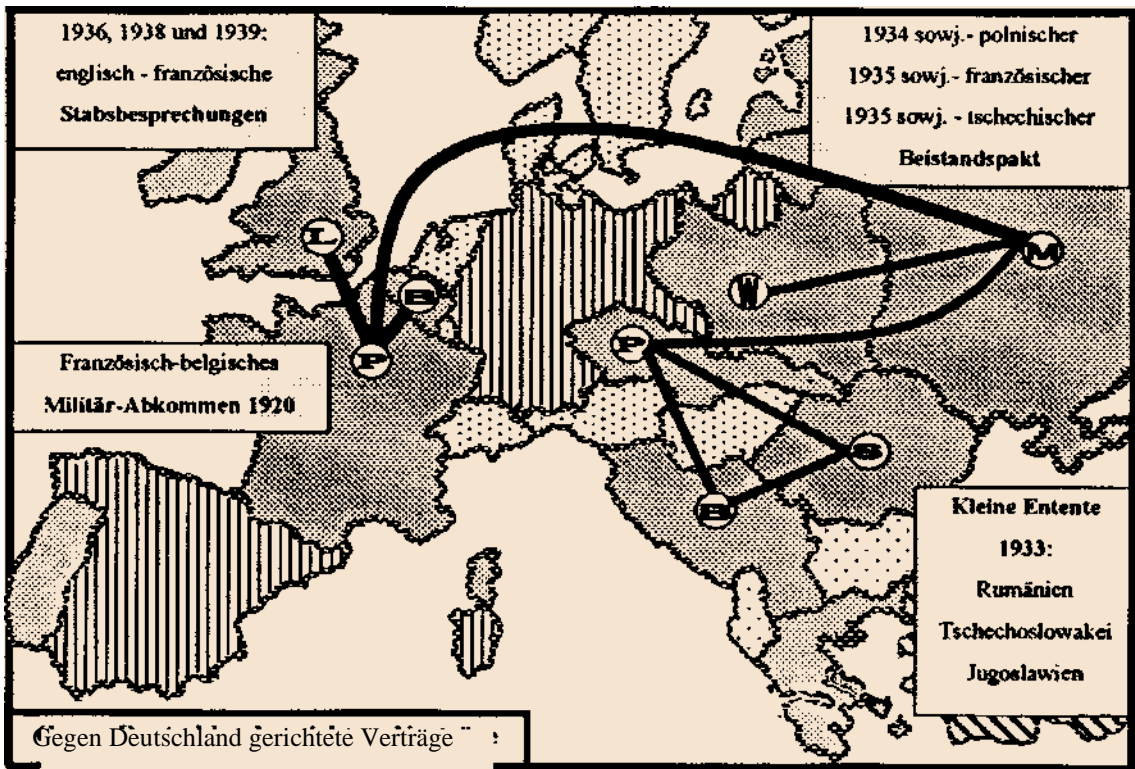 1936, 1938 und 1939:
englisch - französische
Stabsbesprechungen
1934 sowj.- polnischer
1935 sowj.- französischer
1935 sowj. - tschechischer
Beistandspakt
L
B
W
M
P
P
Französisch-belgisches
Militär-Abkommen 1920
S
B
Kleine Entente
1933:
Rumänien
Tschechoslowakei
Jugoslawien
Gegen Deutschland gerichtete Verträge